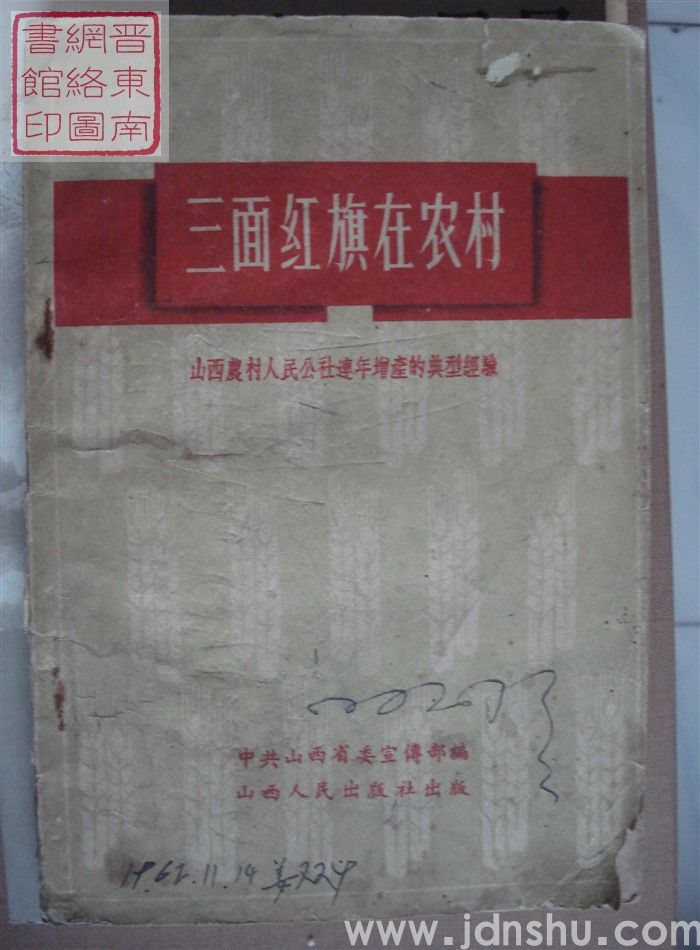 晋東南
網絡圖
書館印
三面红旗在农村
山西農村人民公社連年增產的典型經驗
中共山西省委宣傳部編
山西人民出版社出版
11.14
www.jdnshu.com